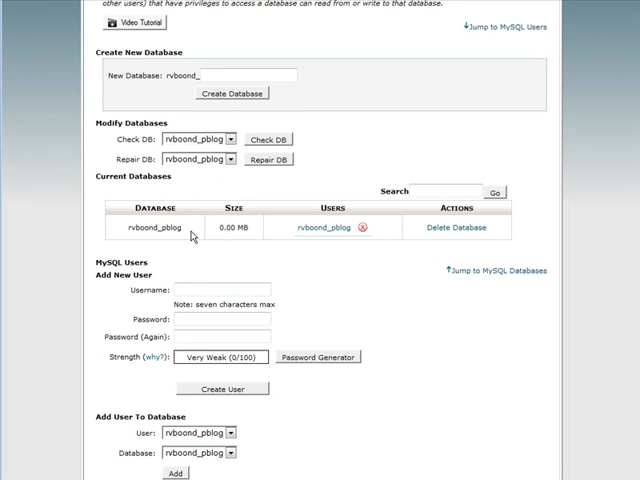 other users) that have privileges to access a database can read from or write to that database.
Video Tutorial
Jump to MySQL Users
Create New Database
New Database: rvboond_
Create Database
Modify Databases
Check DB: rvboond_pblog Check DB
Repair DB: rvboond_pblog Repair DB
Current Databases
Search Go
DATABASE SIZE USERS ACTIONS
rvboond_pblog 0.00 MB rvboond_pblog Delete Database
MySQL Users
Jump to MySQL Databases
Add New User
Username:
Note: seven characters max
Password:
Password (Again):
Strength (why?): Very Weak (0/100) Password Generator
Create User
Add User To Database
User: rvboond_pblog
Database: rvboond_pblog
Add